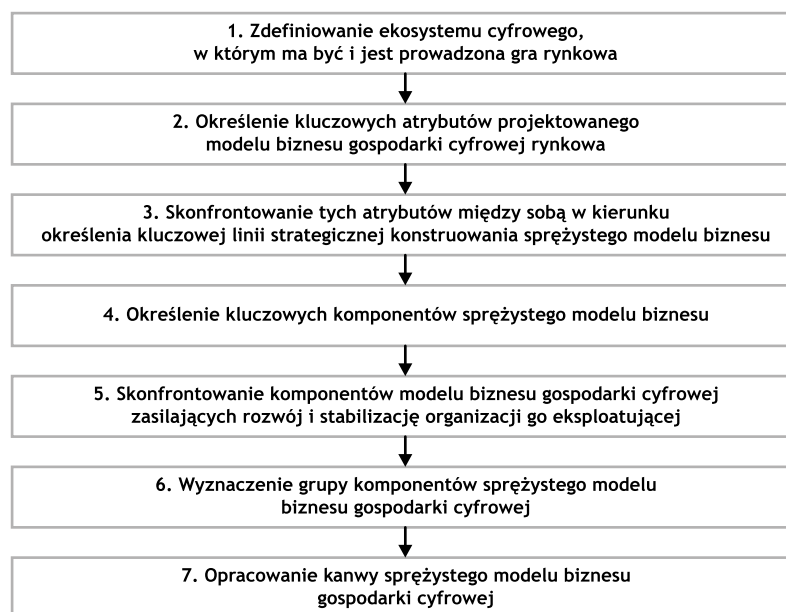 1. Zdefiniowanie ekosystemu cyfrowego,
w którym ma być i jest prowadzona gra rynkowa
2. Określenie kluczowych atrybutów projektowanego
modelu biznesu gospodarki cyfrowej rynkowa
3. Skonfrontowanie tych atrybutów między sobą w kierunku
określenia kluczowej linii strategicznej konstruowania sprężystego modelu biznesu
4. Określenie kluczowych komponentów sprężystego modelu biznesu
5. Skonfrontowanie komponentów modelu biznesu gospodarki cyfrowej
zasilających rozwój i stabilizację organizacji go eksploatującej
6. Wyznaczenie grupy komponentów sprężystego modelu
biznesu gospodarki cyfrowej
7. Opracowanie kanwy sprężystego modelu biznesu
gospodarki cyfrowej